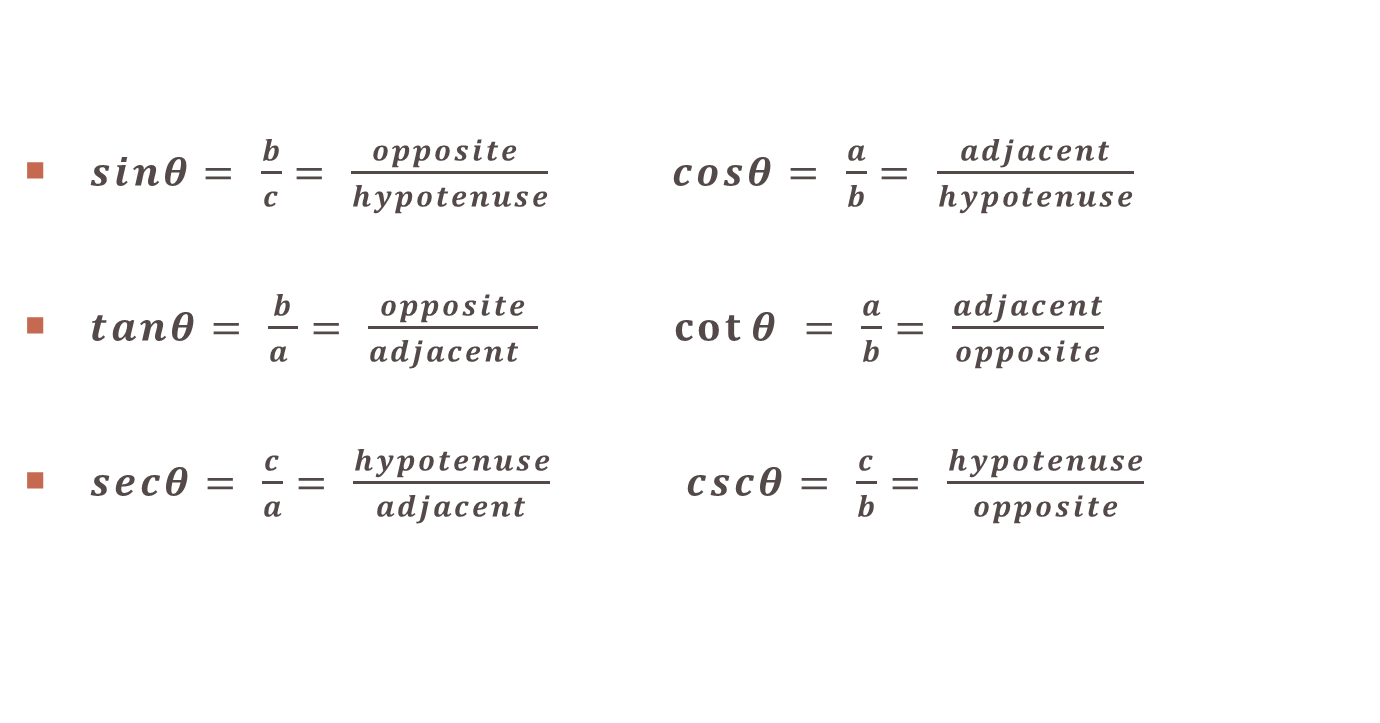 ▪ sinθ = b/c = opposite/hypotenuse cosθ = a/b = adjacent/hypotenuse
▪ tanθ = b/a = opposite/adjacent cot θ = a/b = adjacent/opposite
▪ secθ = c/a = hypotenuse/adjacent cscθ = c/b = hypotenuse/opposite